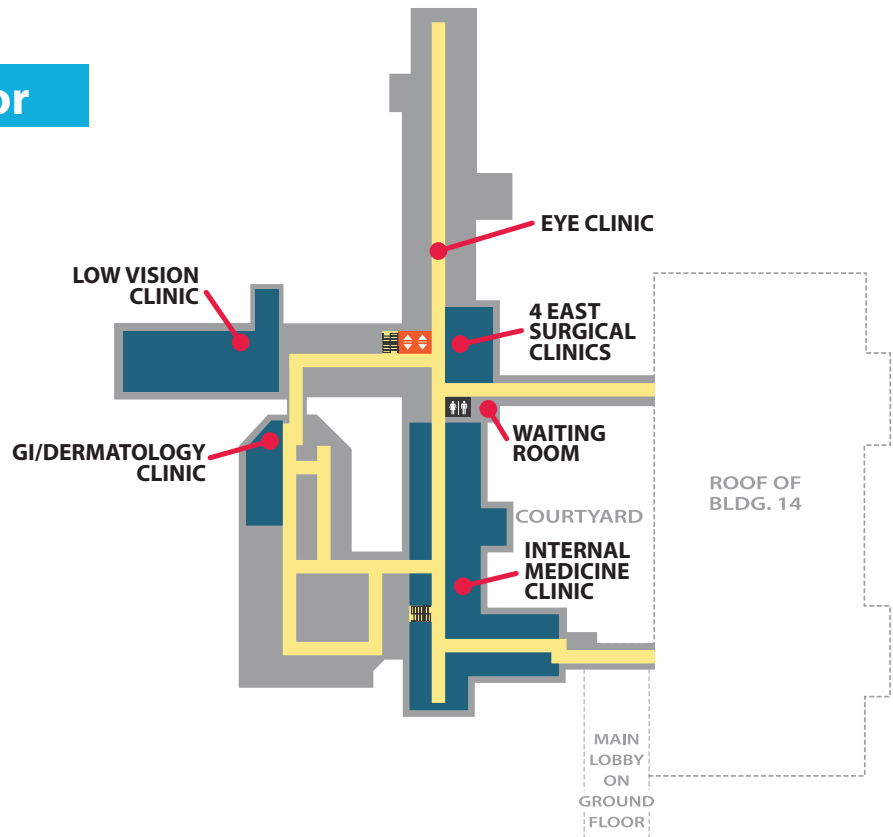 or
EYE CLINIC
LOW VISION
CLINIC
4 EAST
SURGICAL
CLINICS
GI/DERMATOLOGY
CLINIC
WAITING
ROOM
ROOF OF
BLDG. 14
COURTYARD
INTERNAL
MEDICINE
CLINIC
MAIN
LOBBY
ON
GROUND
FLOOR